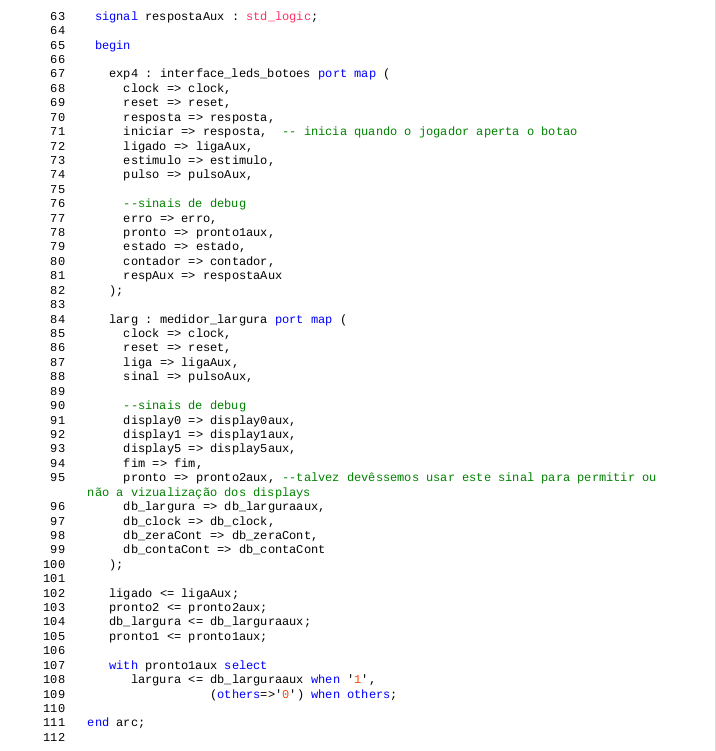 63 signal respostaAux : std_logic;
64
65 begin
66
67 exp4 : interface_leds_botoes port map (
68 clock => clock,
69 reset => reset,
70 resposta => resposta,
71 iniciar => resposta, -- inicia quando o jogador aperta o botao
72 ligado => ligaAux,
73 estimulo => estimulo,
74 pulso => pulsoAux,
75
76 --sinais de debug
77 erro => erro,
78 pronto => pronto1aux,
79 estado => estado,
80 contador => contador,
81 respAux => respostaAux
82 );
83
84 larg : medidor_largura port map (
85 clock => clock,
86 reset => reset,
87 liga => ligaAux,
88 sinal => pulsoAux,
89
90 --sinais de debug
91 display0 => display0aux,
92 display1 => display1aux,
93 display5 => display5aux,
94 fim => fim,
95 pronto => pronto2aux, --talvez devêssemos usar este sinal para permitir ou
não a vizualização dos displays
96 db_largura => db_larguraaux,
97 db_clock => db_clock,
98 db_zeraCont => db_zeraCont,
99 db_contaCont => db_contaCont
100 );
101
102 ligado <= ligaAux;
103 pronto2 <= pronto2aux;
104 db_largura <= db_larguraaux;
105 pronto1 <= pronto1aux;
106
107 with pronto1aux select
108 largura <= db_larguraaux when '1',
109 (others=>'0') when others;
110
111 end arc;
112